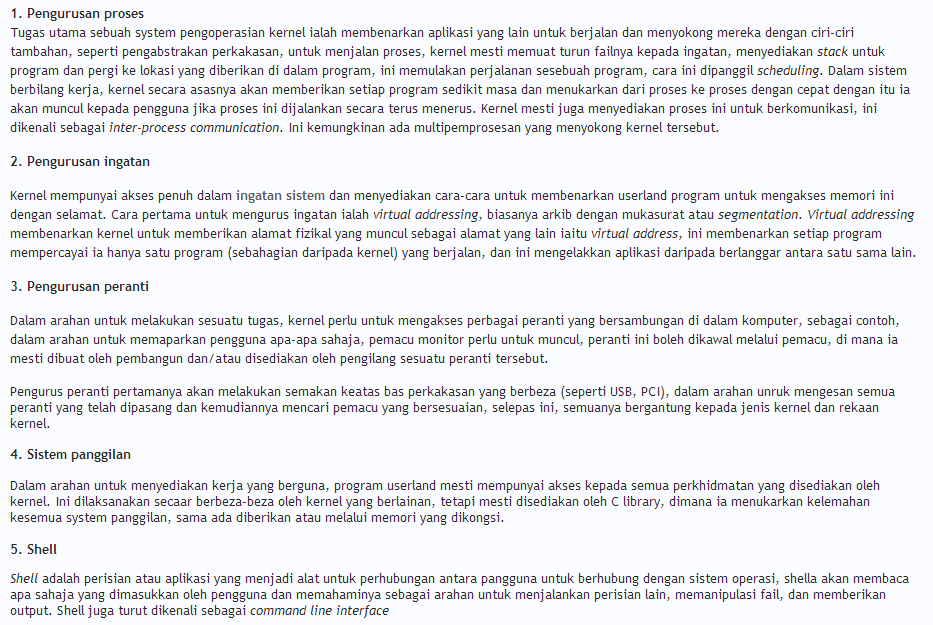 1. Pengurusan proses
Tugas utama sebuah system pengoperasian kernel ialah membenarkan aplikasi yang lain untuk berjalan dan menyokong mereka dengan ciri-ciri
tambahan, seperti pengabstrakan perkakasan, untuk menjalan proses, kernel mesti memuat turun failnya kepada ingatan, menyediakan stack untuk
program dan pergi ke lokasi yang diberikan di dalam program, ini memulakan perjalanan sesebuah program, cara ini dipanggil scheduling. Dalam sistem
berbilang kerja, kernel secara asasnya akan memberikan setiap program sedikit masa dan menukarkan dari proses ke proses dengan cepat dengan itu ia
akan muncul kepada pengguna jika proses ini dijalankan secara terus menerus. Kernel mesti juga menyediakan proses ini untuk berkomunikasi, ini
dikenali sebagai inter-process communication. Ini kemungkinan ada multipemprosesan yang menyokong kernel tersebut.
2. Pengurusan ingatan
Kernel mempunyai akses penuh dalam ingatan sistem dan menyediakan cara-cara untuk membenarkan userland program untuk mengakses memori ini
dengan selamat. Cara pertama untuk mengurus ingatan ialah virtual addressing, biasanya arkib dengan mukasurat atau segmentation. Virtual addressing
membenarkan kernel untuk memberikan alamat fizikal yang muncul sebagai alamat yang lain iaitu virtual address, ini membenarkan setiap program
mempercayai ia hanya satu program (sebahagian daripada kernel) yang berjalan, dan ini mengelakkan aplikasi daripada berlanggar antara satu sama lain.
3. Pengurusan peranti
Dalam arahan untuk melakukan sesuatu tugas, kernel perlu untuk mengakses perbagai peranti yang bersambungan di dalam komputer, sebagai contoh,
dalam arahan untuk memaparkan pengguna apa-apa sahaja, pemacu monitor perlu untuk muncul, peranti ini boleh dikawal melalui pemacu, di mana ia
mesti dibuat oleh pembangun dan/atau disediakan oleh pengilang sesuatu peranti tersebut.
Pengurus peranti pertamanya akan melakukan semakan keatas bas perkakasan yang berbeza (seperti USB, PCI), dalam arahan unruk mengesan semua
peranti yang telah dipasang dan kemudiannya mencari pemacu yang bersesuaian, selepas ini, semuanya bergantung kepada jenis kernel dan rekaan
kernel.
4. Sistem panggilan
Dalam arahan untuk menyediakan kerja yang berguna, program userland mesti mempunyai akses kepada semua perkhidmatan yang disediakan oleh
kernel. Ini dilaksanakan secaar berbeza-beza oleh kernel yang berlainan, tetapi mesti disediakan oleh C library, dimana ia menukarkan kelemahan
kesemua system panggilan, sama ada diberikan atau melalui memori yang dikongsi.
5. Shell
Shell adalah perisian atau aplikasi yang menjadi alat untuk perhubungan antara pangguna untuk berhubung dengan sistem operasi, shella akan membaca
apa sahaja yang dimasukkan oleh pengguna dan memahaminya sebagai arahan untuk menjalankan perisian lain, memanipulasi fail, dan memberikan
output. Shell juga turut dikenali sebagai command line interface